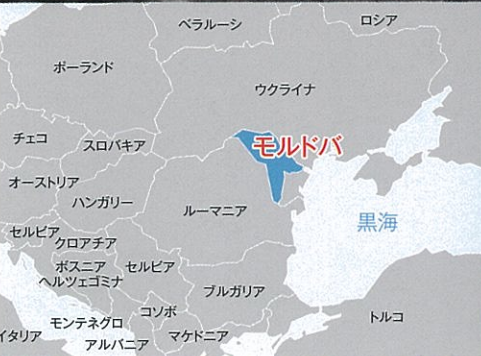 ベラルーシ
ロシア
ポーランド
ウクライナ
チェコ
スロバキア
モルドバ
オーストリア
ハンガリー
ルーマニア
黒海
セルビア
クロアチア
ボスニア
ヘルツェゴミナ
セルビア
ブルガリア
コソボ
トルコ
モンテネグロ
マケドニア
イタリア
アルバニア